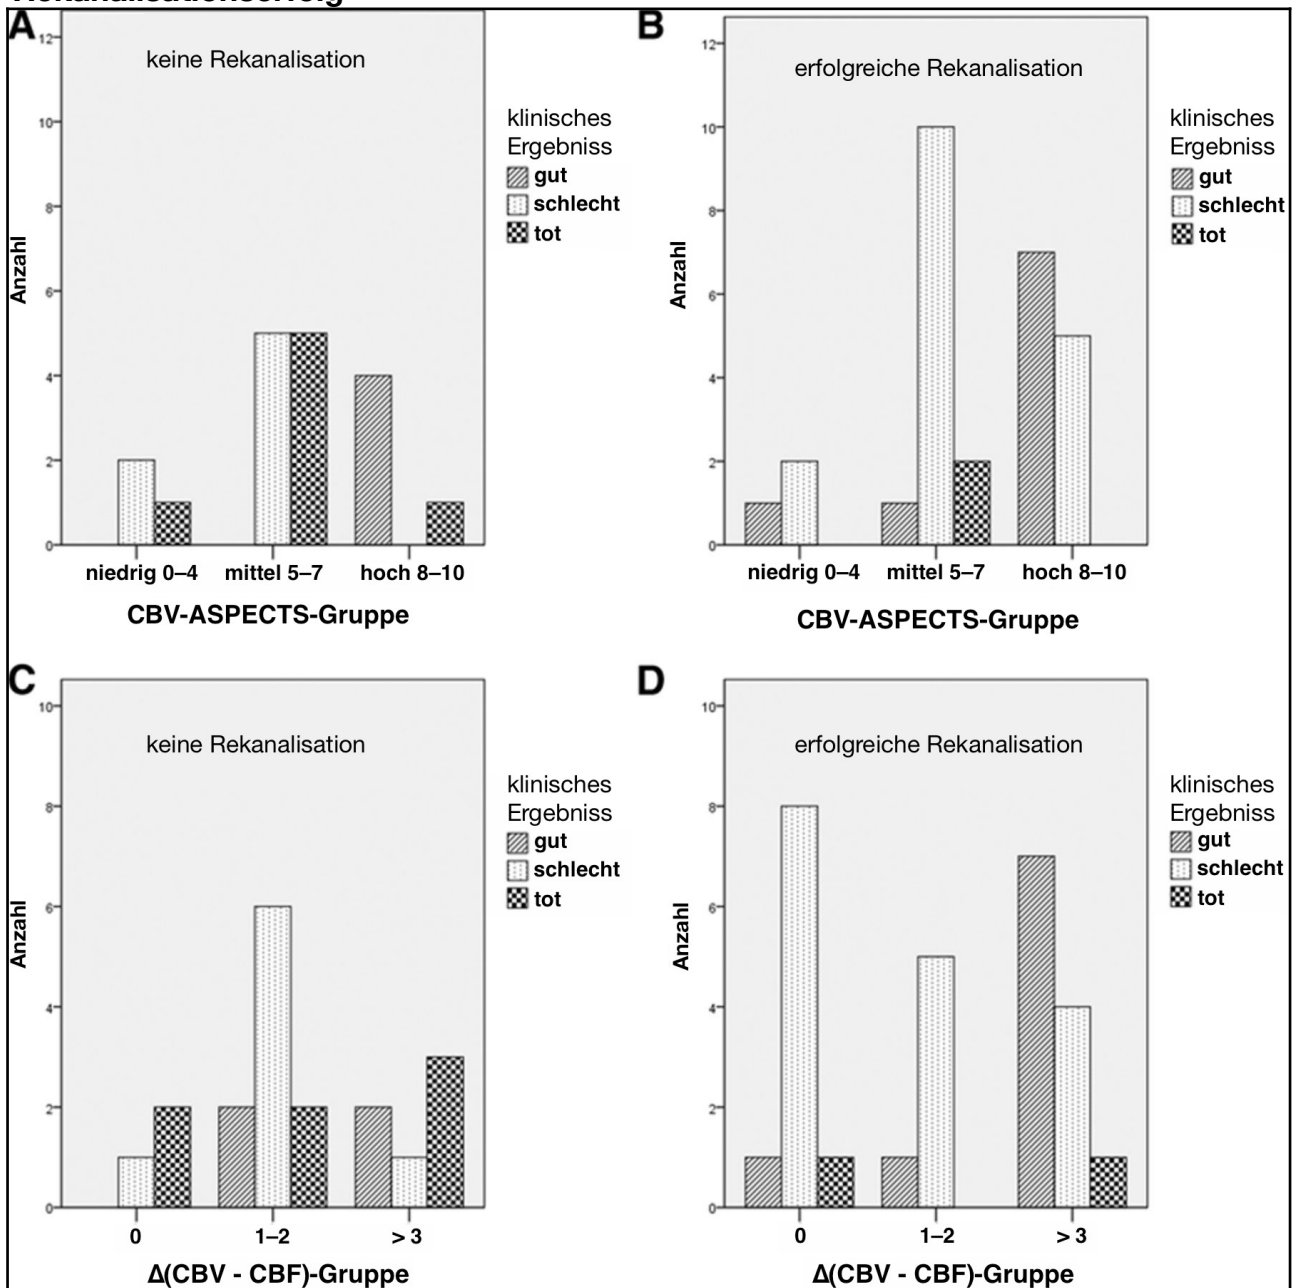 Rekanalisationserfolg
A
keine Rekanalisation
klinisches
Ergebniss
gut
schlecht
tot
Anzahl
12
10
8
6
4
2
0
niedrig 0–4 mittel 5–7 hoch 8–10
CBV-ASPECTS-Gruppe
B
erfolgreiche Rekanalisation
klinisches
Ergebniss
gut
schlecht
tot
Anzahl
12
10
8
6
4
2
0
niedrig 0–4 mittel 5–7 hoch 8–10
CBV-ASPECTS-Gruppe
C
keine Rekanalisation
klinisches
Ergebniss
gut
schlecht
tot
Anzahl
10
8
6
4
2
0
0 1–2 > 3
Δ(CBV - CBF)-Gruppe
D
erfolgreiche Rekanalisation
klinisches
Ergebniss
gut
schlecht
tot
Anzahl
10
8
6
4
2
0
0 1–2 > 3
Δ(CBV - CBF)-Gruppe